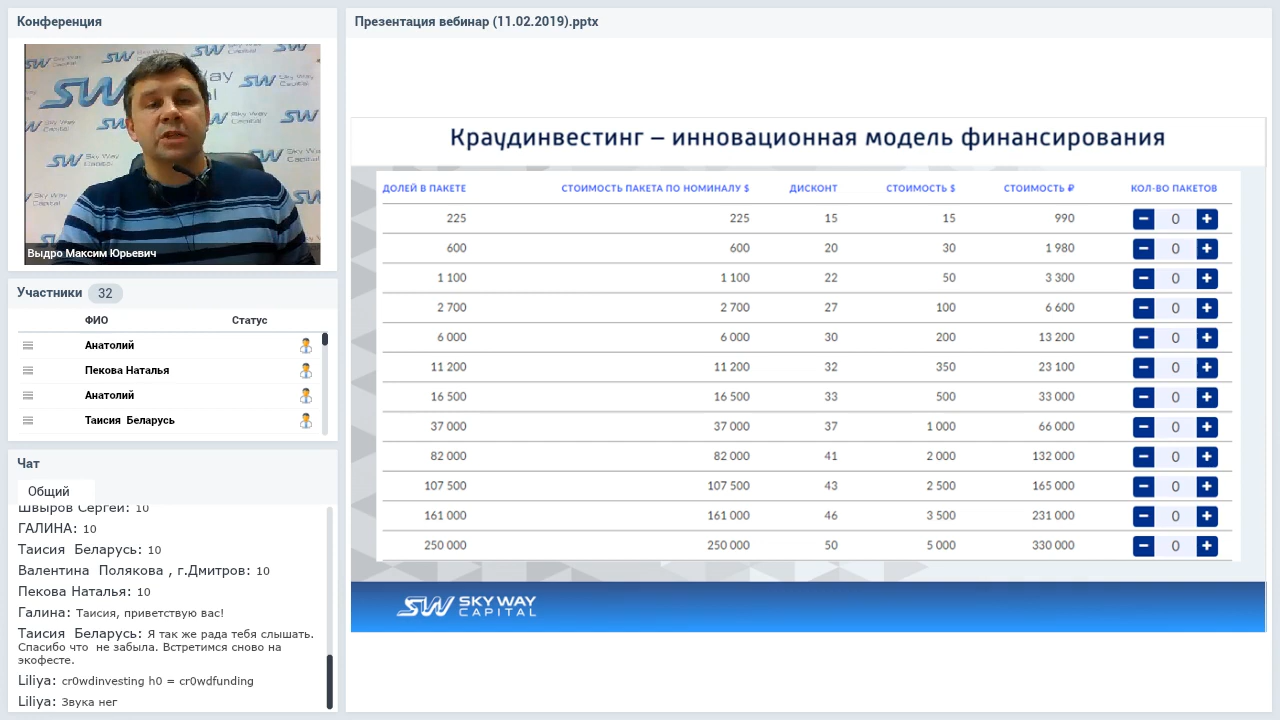 Конференция
SW SKY WAY CAPITAL
Выдро Максим Юрьевич
Участники 32
ФИО Статус
Анатолий
Пекова Наталья
Анатолий
Таисия Беларусь
Чат
Общий
Швыров Сергей: 10
ГАЛИНА: 10
Таисия Беларусь: 10
Валентина Полякова , г.Дмитров: 10
Пекова Наталья: 10
Галина: Таисия, приветствую вас!
Таисия Беларусь: Я так же рада тебя слышать.
Спасибо что не забыла. Встретимся сново на
экофесте.
Liliya: cr0wdinvesting h0 = cr0wdfunding
Liliya: Звука нег
Презентация вебинар (11.02.2019).pptx
Краудинвестинг – инновационная модель финансирования
ДОЛЕЙ В ПАКЕТЕ СТОИМОСТЬ ПАКЕТА ПО НОМИНАЛУ $ ДИСКОНТ СТОИМОСТЬ $ СТОИМОСТЬ ₽ КОЛ-ВО ПАКЕТОВ
225 225 15 15 990 − 0 +
600 600 20 30 1 980 − 0 +
1 100 1 100 22 50 3 300 − 0 +
2 700 2 700 27 100 6 600 − 0 +
6 000 6 000 30 200 13 200 − 0 +
11 200 11 200 32 350 23 100 − 0 +
16 500 16 500 33 500 33 000 − 0 +
37 000 37 000 37 1 000 66 000 − 0 +
82 000 82 000 41 2 000 132 000 − 0 +
107 500 107 500 43 2 500 165 000 − 0 +
161 000 161 000 46 3 500 231 000 − 0 +
250 000 250 000 50 5 000 330 000 − 0 +
SW SKY WAY
CAPITAL